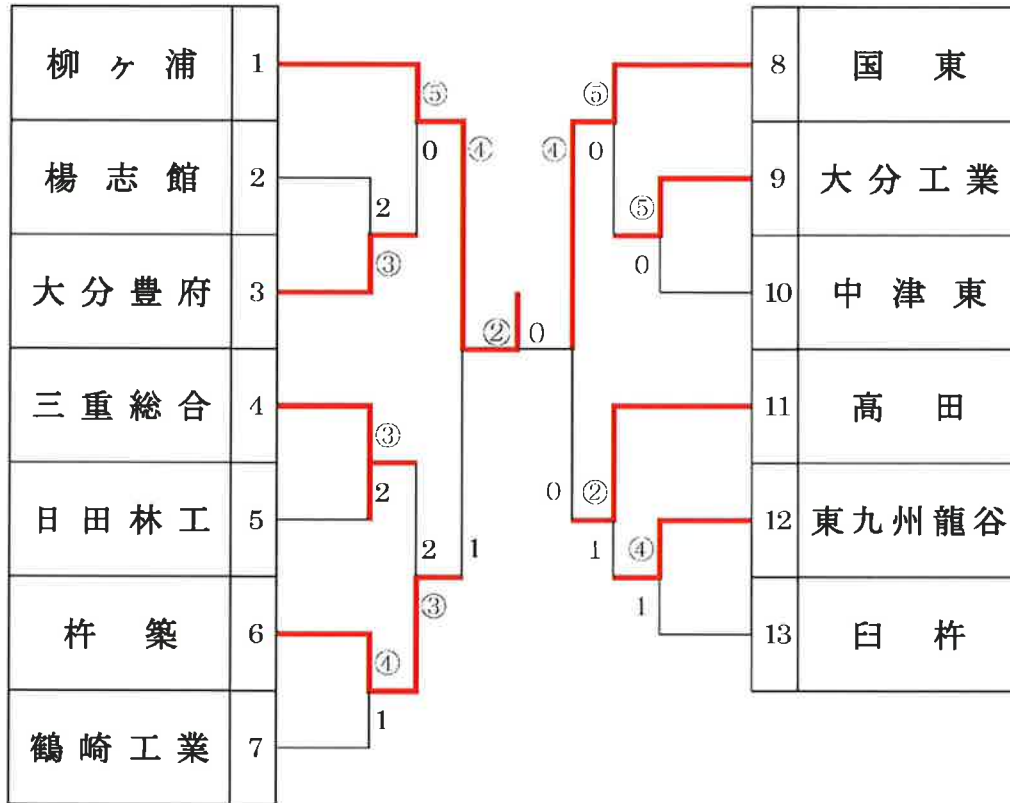 柳ヶ浦 1
⑤
0
④
楊志館 2
2
③
大分豊府 3
三重総合 4
③
2
日田林工 5
2
③
1
杵築 6
④
1
鶴崎工業 7
② 0
8 国東
⑤
0
④
9 大分工業
⑤
0
10 中津東
11 高田
0 ②
1
12 東九州龍谷
④
1
13 臼杵